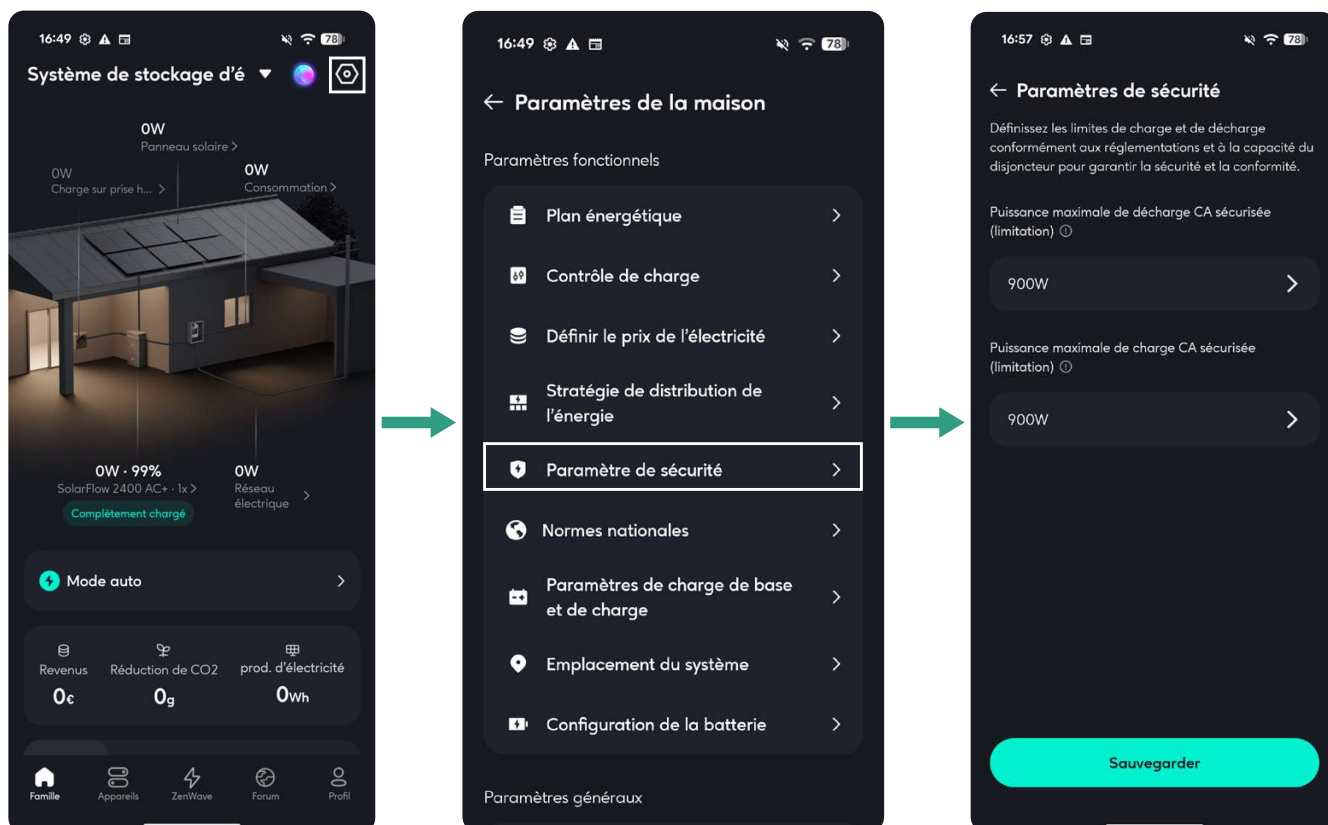 16:49
78
Système de stockage d'é
0W
Panneau solaire >
0W
Charge sur prise h... >
0W
Consommation >
0W · 99%
SolarFlow 2400 AC+ · 1x >
Complètement chargé
0W
Réseau
électrique >
Mode auto
Revenus
0€
Réduction de CO2
0g
prod. d'électricité
0Wh
Famille
Appareils
ZenWave
Forum
Profil
16:49
78
Paramètres de la maison
Paramètres fonctionnels
Plan énergétique
Contrôle de charge
Définir le prix de l'électricité
Stratégie de distribution de
l'énergie
Paramètre de sécurité
Normes nationales
Paramètres de charge de base
et de charge
Emplacement du système
Configuration de la batterie
Paramètres généraux
16:57
78
Paramètres de sécurité
Définissez les limites de charge et de décharge
conformément aux réglementations et à la capacité du
disjoncteur pour garantir la sécurité et la conformité.
Puissance maximale de décharge CA sécurisée
(limitation)
900W
Puissance maximale de charge CA sécurisée
(limitation)
900W
Sauvegarder